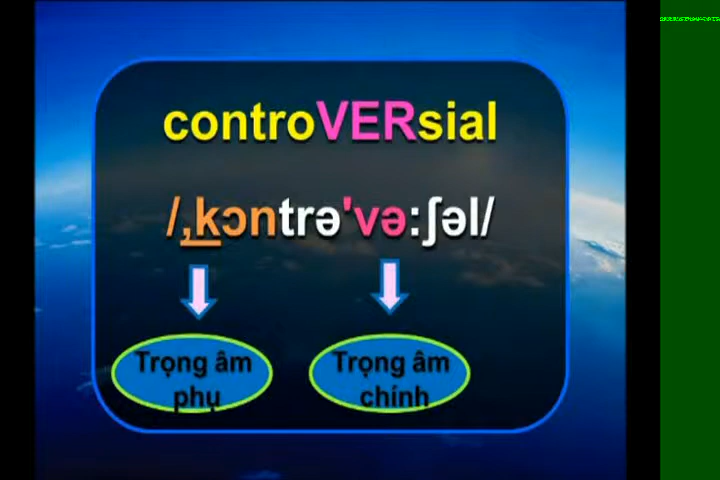 controVERsial
/ˌkɔntrə'və:ʃəl/
Trọng âm phụ
Trọng âm chính